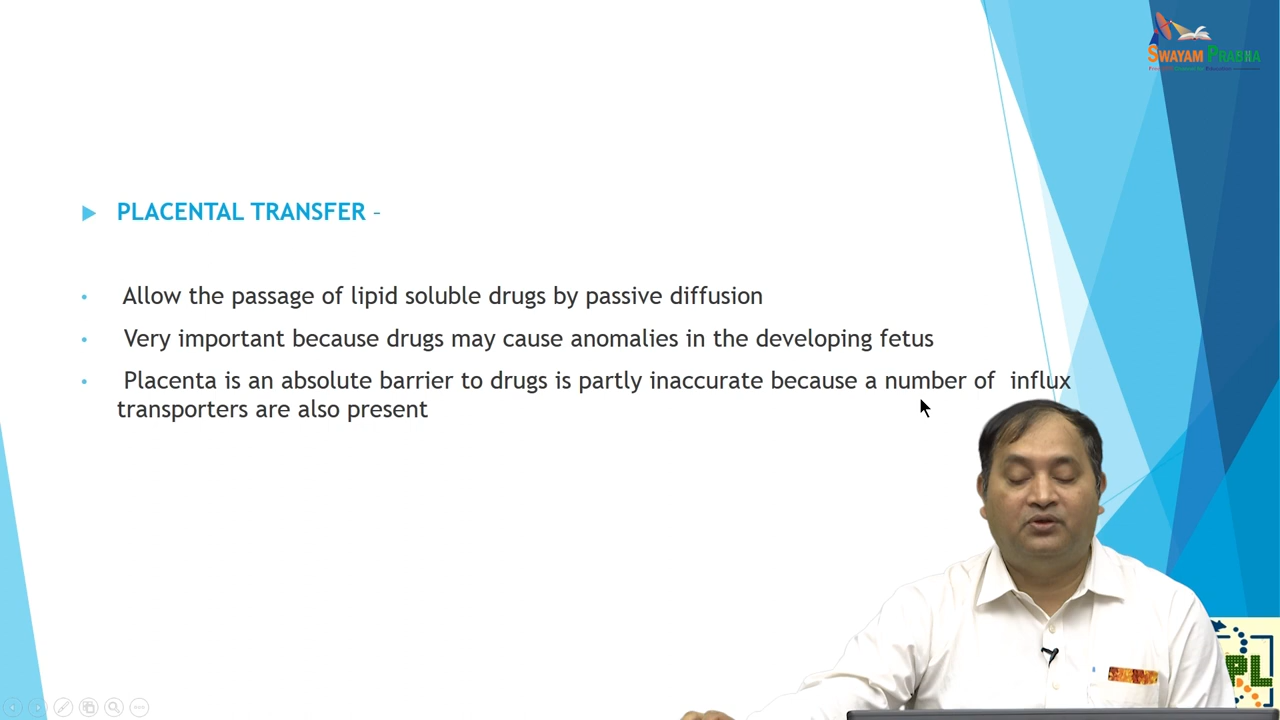 SWAYAM PRABHA
PLACENTAL TRANSFER –
Allow the passage of lipid soluble drugs by passive diffusion
Very important because drugs may cause anomalies in the developing fetus
Placenta is an absolute barrier to drugs is partly inaccurate because a number of influx
transporters are also present
PL